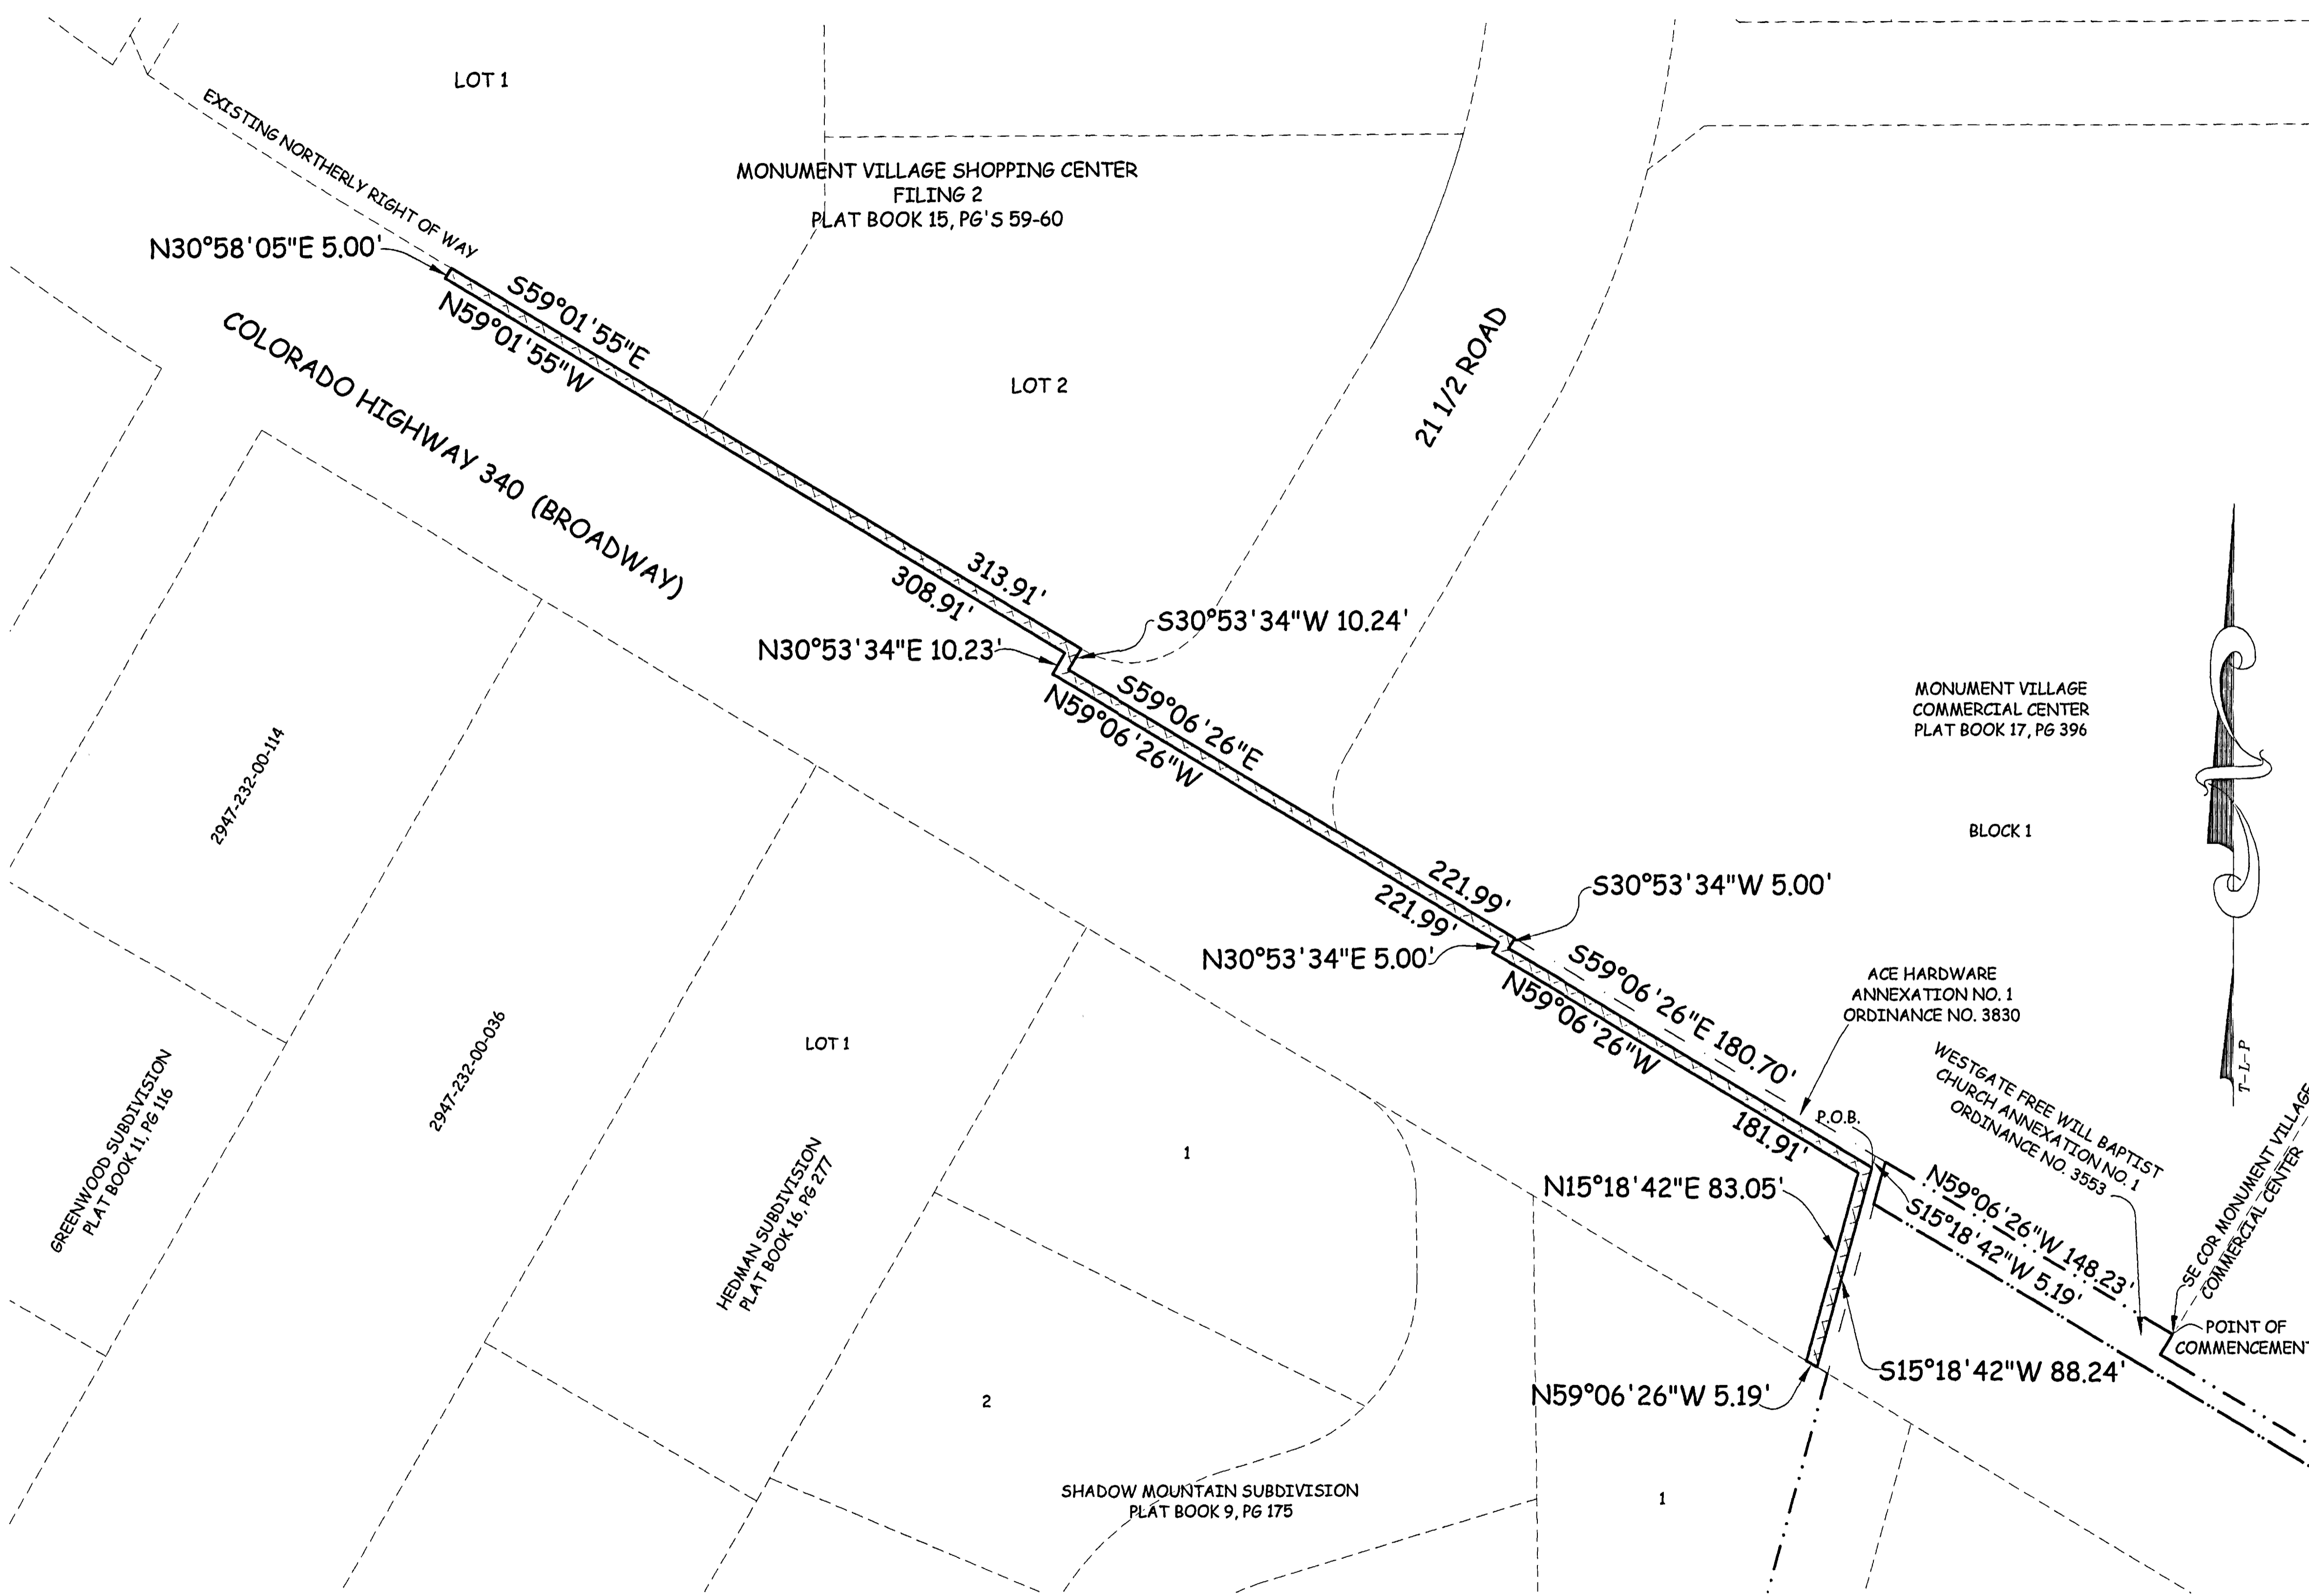 LOT 1
EXISTING NORTHERLY RIGHT OF WAY
MONUMENT VILLAGE SHOPPING CENTER
FILING 2
PLAT BOOK 15, PG'S 59-60
N30°58'05"E 5.00'
S59°01'55"E
N59°01'55"W
COLORADO HIGHWAY 340 (BROADWAY)
LOT 2
21 1/2 ROAD
313.91'
308.91'
S30°53'34"W 10.24'
N30°53'34"E 10.23'
S59°06'26"E
N59°06'26"W
MONUMENT VILLAGE
COMMERCIAL CENTER
PLAT BOOK 17, PG 396
BLOCK 1
2947-232-00-114
221.99'
221.99'
S30°53'34"W 5.00'
N30°53'34"E 5.00'
S59°06'26"E 180.70'
N59°06'26"W
181.91'
ACE HARDWARE
ANNEXATION NO. 1
ORDINANCE NO. 3830
WESTGATE FREE WILL BAPTIST
CHURCH ANNEXATION NO. 1
ORDINANCE NO. 3553
T-L-P
P.O.B.
GREENWOOD SUBDIVISION
PLAT BOOK 11, PG 116
2947-232-00-036
LOT 1
HEDMAN SUBDIVISION
PLAT BOOK 16, PG 277
1
N15°18'42"E 83.05'
N59°06'26"W 148.23'
S15°18'42"W 5.19'
SE COR MONUMENT VILLAGE
COMMERCIAL CENTER
POINT OF
COMMENCEMENT
S15°18'42"W 88.24'
N59°06'26"W 5.19'
2
SHADOW MOUNTAIN SUBDIVISION
PLAT BOOK 9, PG 175
1